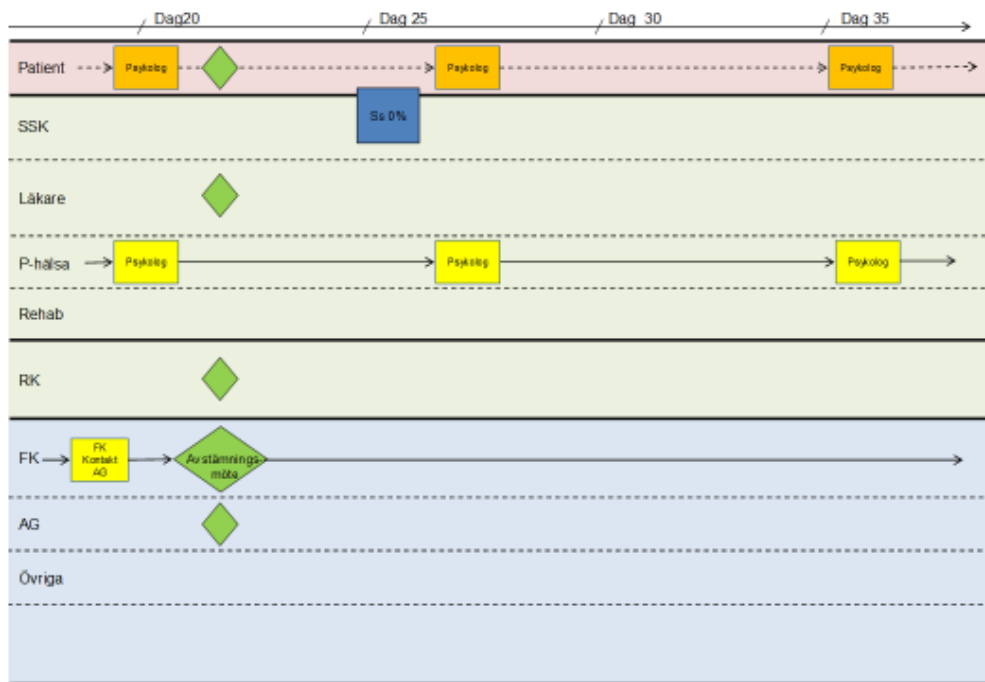 Dag20
Dag 25
Dag 30
Dag 35
Patient
Psykolog
Psykolog
Psykolog
SSK
Ss 0%
Läkare
P-hälsa
Psykolog
Psykolog
Psykolog
Rehab
RK
FK
FK
Kontakt
AG
Avstämnings-
möte
AG
Övriga